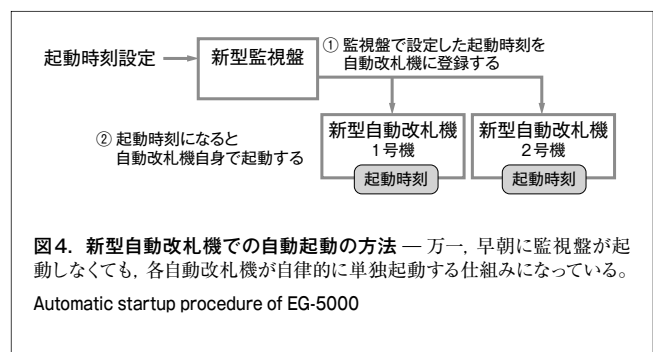 起動時刻設定
新型監視盤
① 監視盤で設定した起動時刻を
自動改札機に登録する
② 起動時刻になると
自動改札機自身で起動する
新型自動改札機
1号機
起動時刻
新型自動改札機
2号機
起動時刻
図4. 新型自動改札機での自動起動の方法 — 万一，早朝に監視盤が起
動しなくても，各自動改札機が自律的に単独起動する仕組みになっている。
Automatic startup procedure of EG-5000